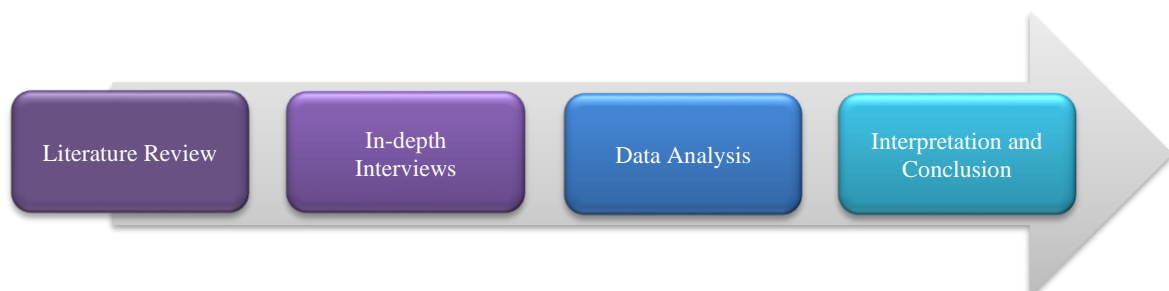 Literature Review
In-depth
Interviews
Data Analysis
Interpretation and
Conclusion